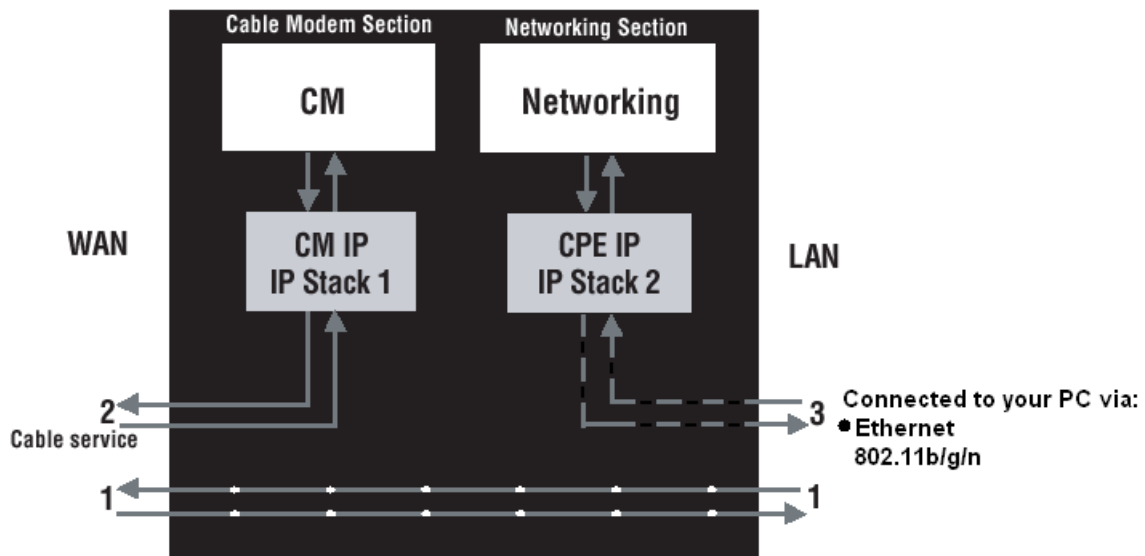 Cable Modem Section
Networking Section
CM
Networking
WAN
CM IP
IP Stack 1
CPE IP
IP Stack 2
LAN
2
Cable service
3
Connected to your PC via:
● Ethernet
802.11b/g/n
1
1